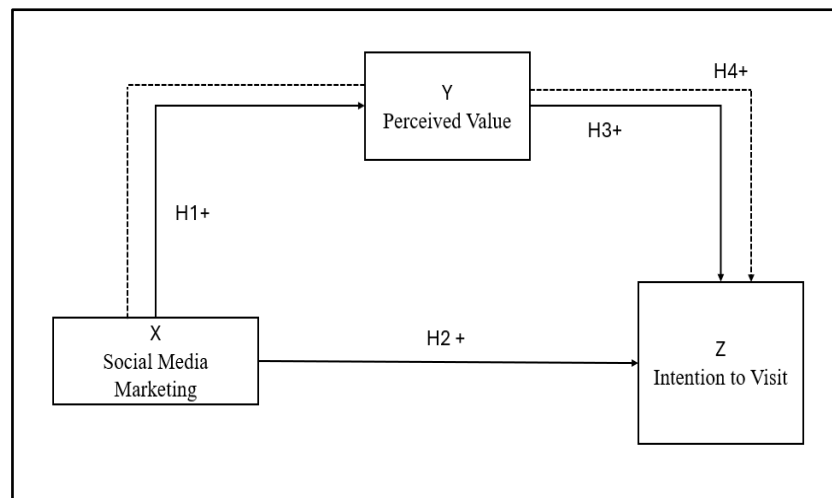 Y
Perceived Value
H4+
H3+
H1+
X
Social Media
Marketing
H2 +
Z
Intention to Visit